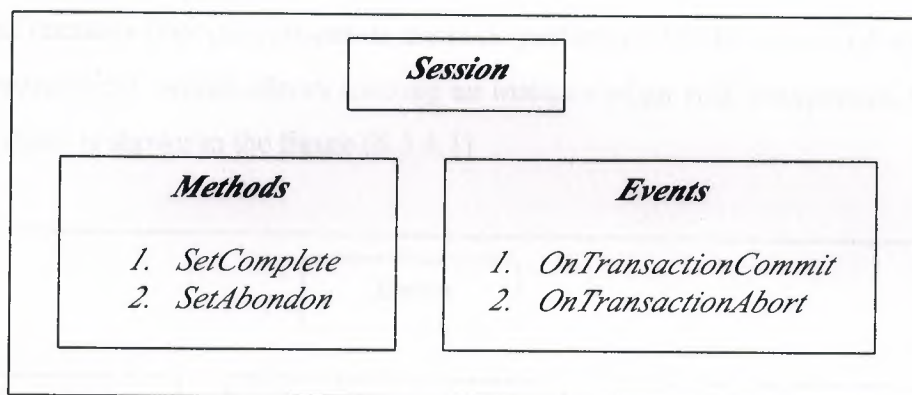 Session
Methods
1. SetComplete
2. SetAbondon
Events
1. OnTransactionCommit
2. OnTransactionAbort